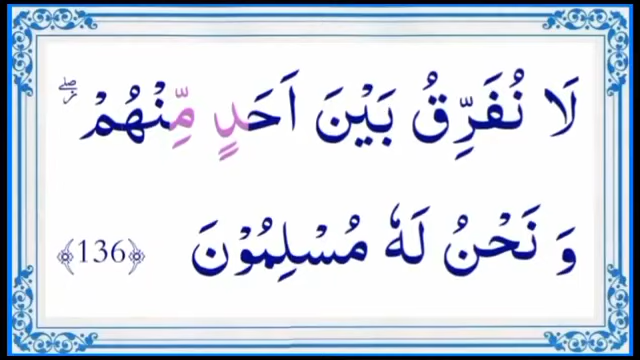 لَا نُفَرِّقُ بَيْنَ اَحَدٍ مِّنْهُمْ ۖز
وَ نَحْنُ لَهٗ مُسْلِمُوْنَ ﴿136﴾